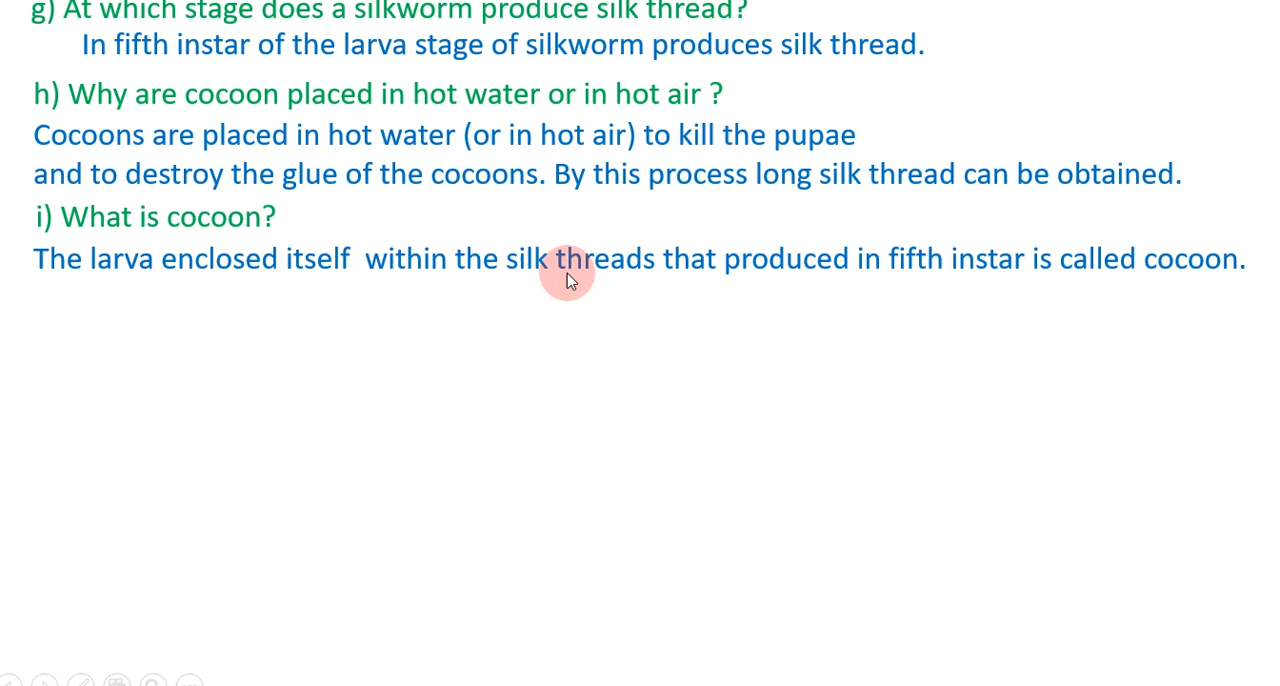 g) At which stage does a silkworm produce silk thread?
In fifth instar of the larva stage of silkworm produces silk thread.
h) Why are cocoon placed in hot water or in hot air ?
Cocoons are placed in hot water (or in hot air) to kill the pupae
and to destroy the glue of the cocoons. By this process long silk thread can be obtained.
i) What is cocoon?
The larva enclosed itself  within the silk threads that produced in fifth instar is called cocoon.